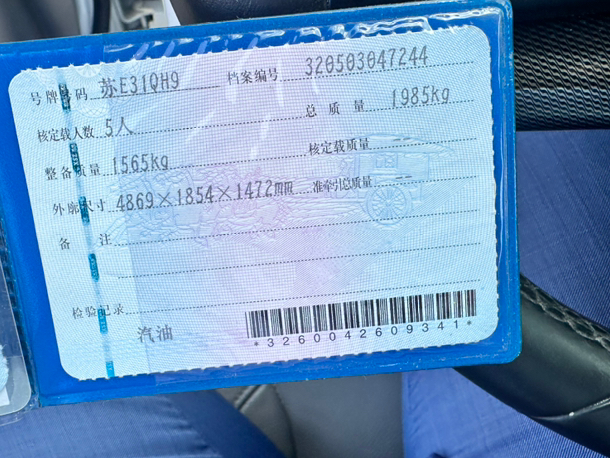 号牌号码 苏E31QH9 档案编号 320503047244
核定载人数 5人 总质量 1985kg
整备质量 1565kg 核定载质量 --
外廓尺寸 4869×1854×1472mm 准牵引总质量 --
备注
检验记录
汽油
*3260042609341*